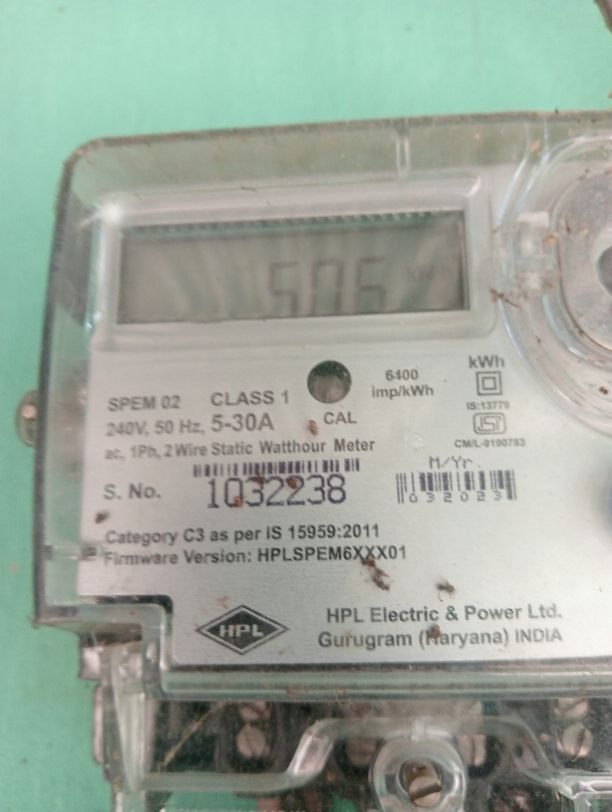 506
6400
imp/kWh
kWh
SPEM 02 CLASS 1
240V, 50 Hz, 5-30A
CAL
IS:13779
ISI
CM/L-9190783
ac, 1Ph, 2 Wire Static Watthour Meter
S. No. 1Q32238
M/Yr.
032023
Category C3 as per IS 15959:2011
Firmware Version: HPLSPEM6XXX01
HPL
HPL Electric & Power Ltd.
Gurugram (Haryana) INDIA